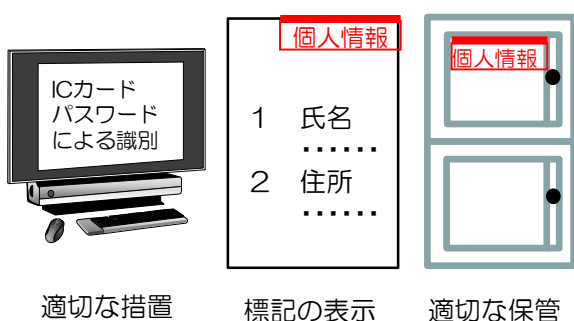 ICカード
パスワード
による識別
個人情報
1 氏名
・・・・・・
2 住所
・・・・・・
個人情報
適切な措置
標記の表示
適切な保管